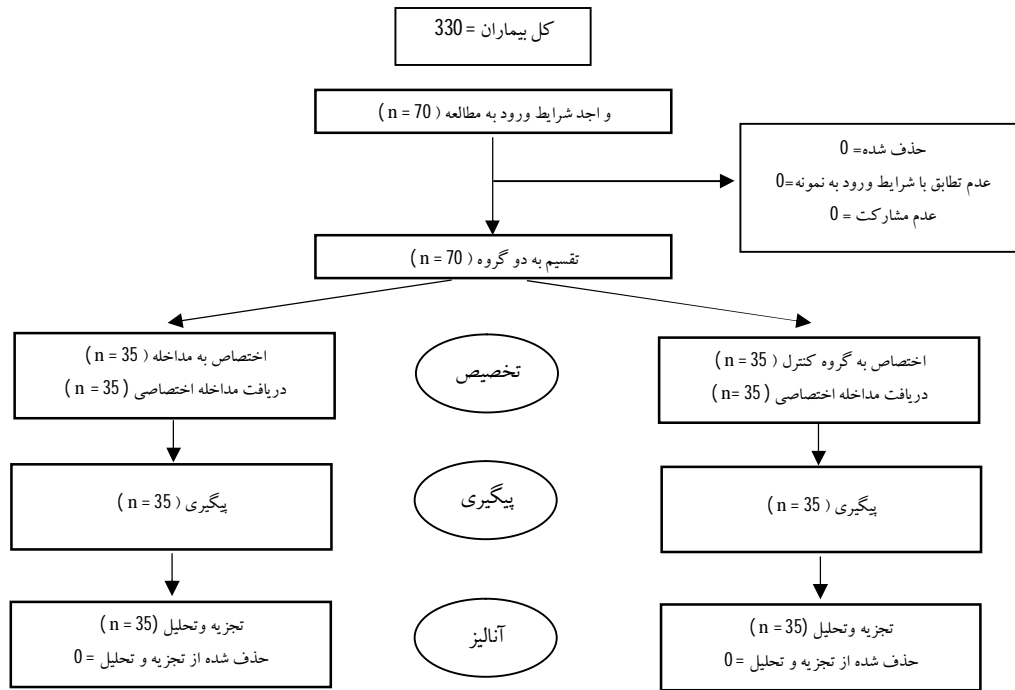 کل بیماران = 330
و اجد شرایط ورود به مطالعه ( n = 70 )
حذف شده= 0
عدم تطابق با شرایط ورود به نمونه=0
عدم مشارکت = 0
تقسیم به دو گروه ( n = 70 )
اختصاص به گروه کنترل ( n = 35 )
دریافت مداخله اختصاصی ( n= 35 )
تخصیص
اختصاص به مداخله ( n = 35 )
دریافت مداخله اختصاصی ( n = 35 )
پیگیری ( n = 35 )
پیگیری
پیگیری ( n = 35 )
تجزیه وتحلیل (n = 35 )
حذف شده از تجزیه و تحلیل = 0
آنالیز
تجزیه وتحلیل (n = 35 )
حذف شده از تجزیه و تحلیل = 0